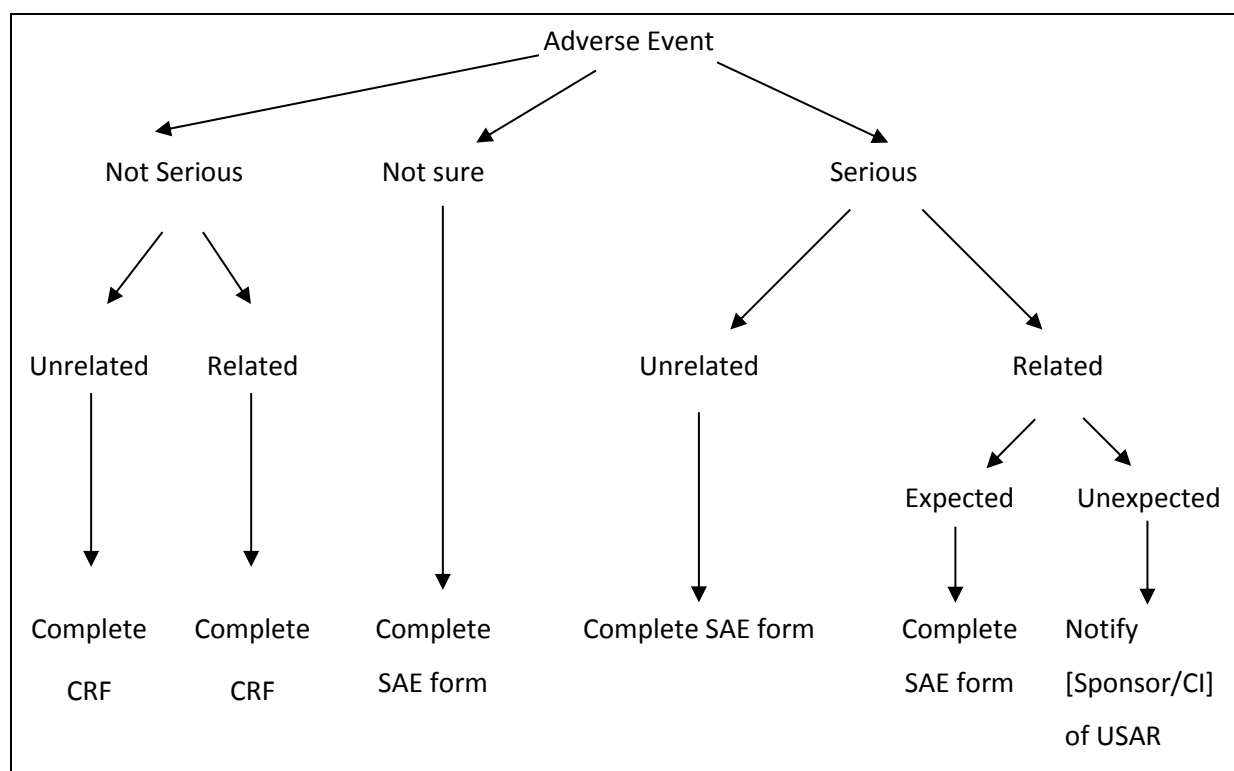 Adverse Event
Not Serious
Not sure
Serious
Unrelated
Related
Unrelated
Related
Expected
Unexpected
Complete
CRF
Complete
CRF
Complete
SAE form
Complete SAE form
Complete
SAE form
Notify
[Sponsor/CI]
of USAR